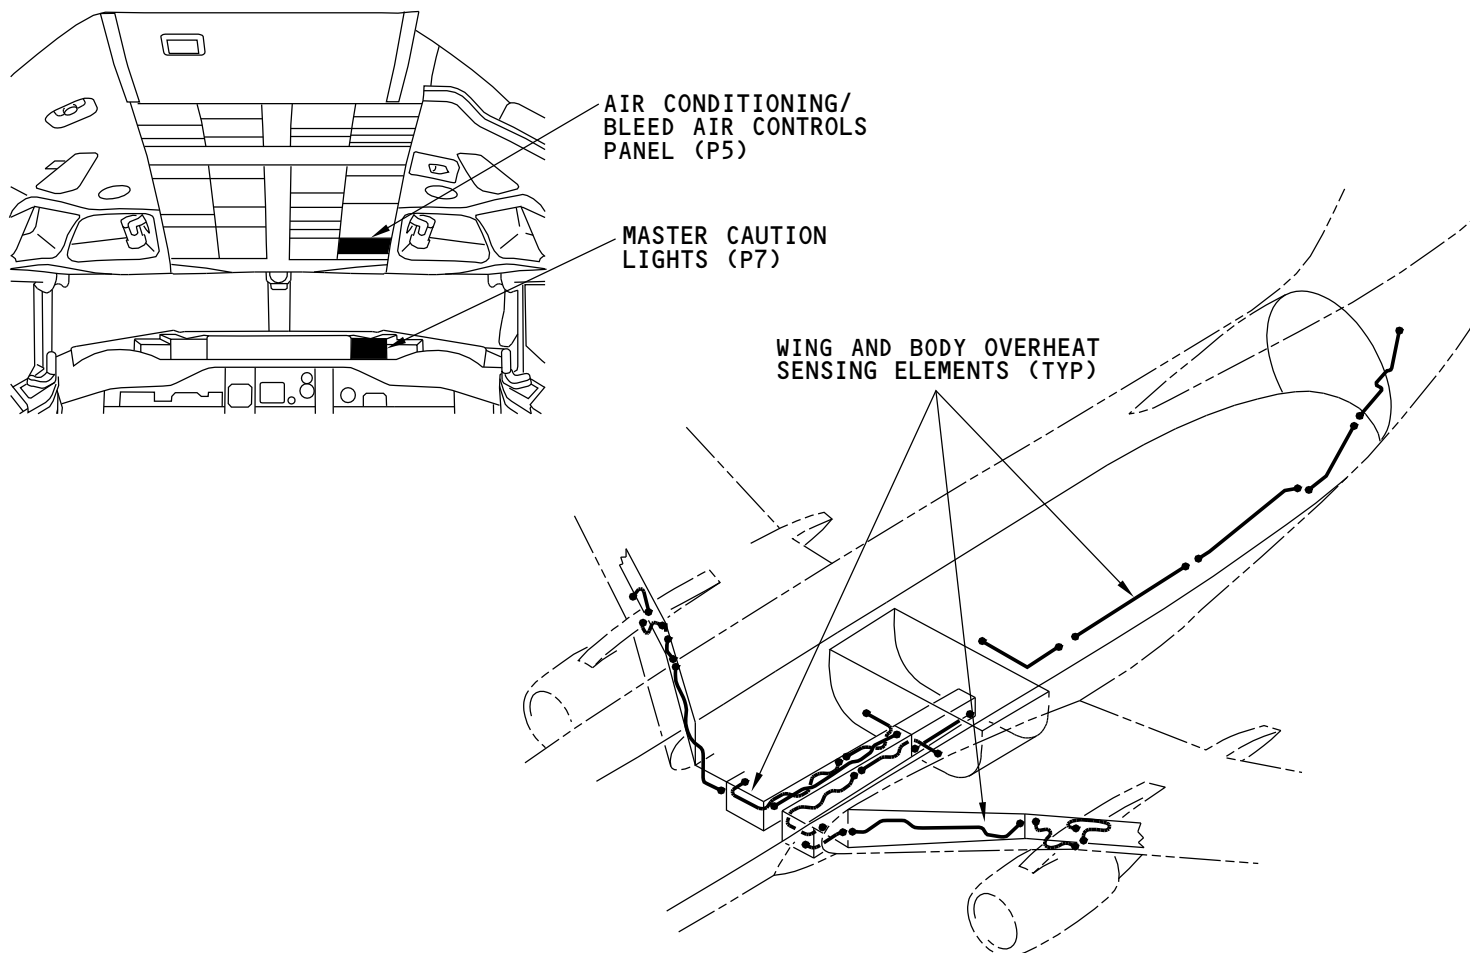 AIR CONDITIONING/
BLEED AIR CONTROLS
PANEL (P5)
MASTER CAUTION
LIGHTS (P7)
WING AND BODY OVERHEAT
SENSING ELEMENTS (TYP)